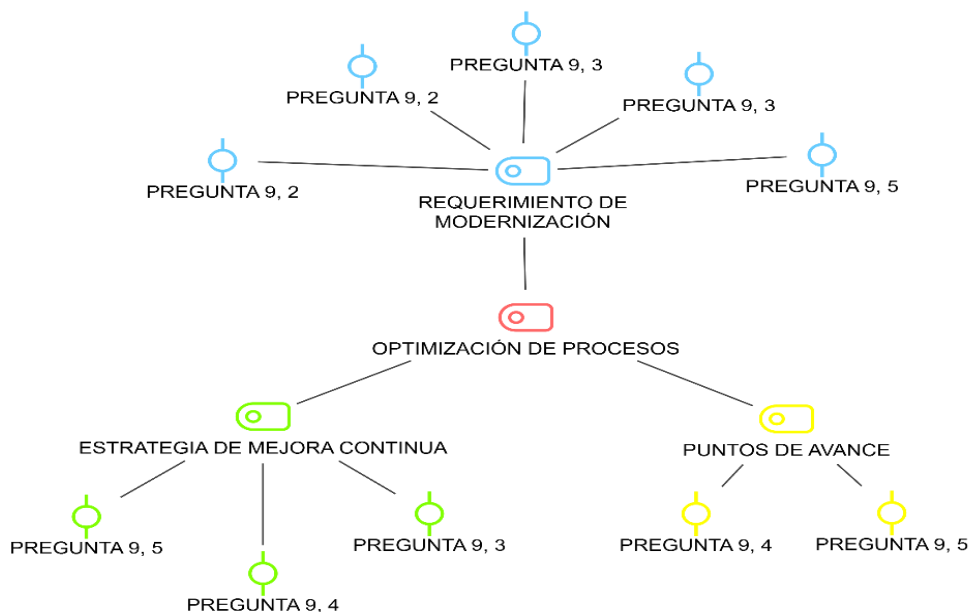 PREGUNTA 9, 3
PREGUNTA 9, 2
PREGUNTA 9, 3
PREGUNTA 9, 2
PREGUNTA 9, 5
REQUERIMIENTO DE
MODERNIZACIÓN
OPTIMIZACIÓN DE PROCESOS
ESTRATEGIA DE MEJORA CONTINUA
PUNTOS DE AVANCE
PREGUNTA 9, 5
PREGUNTA 9, 3
PREGUNTA 9, 4
PREGUNTA 9, 4
PREGUNTA 9, 5